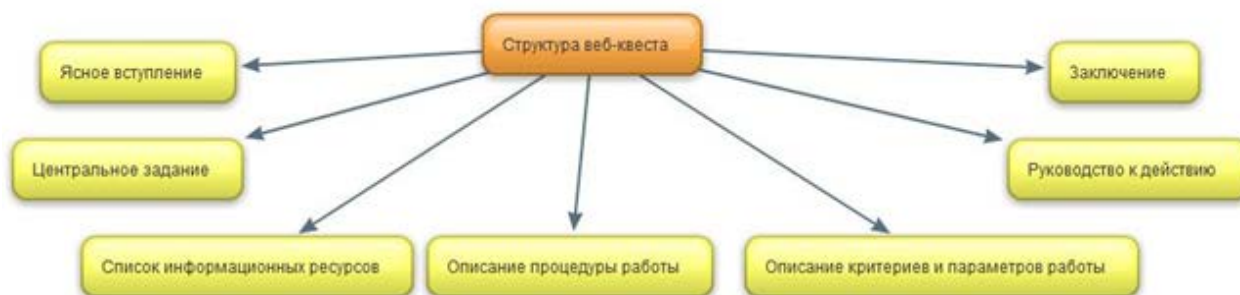 Структура веб-квеста
Ясное вступление
Заключение
Центральное задание
Руководство к действию
Список информационных ресурсов
Описание процедуры работы
Описание критериев и параметров работы